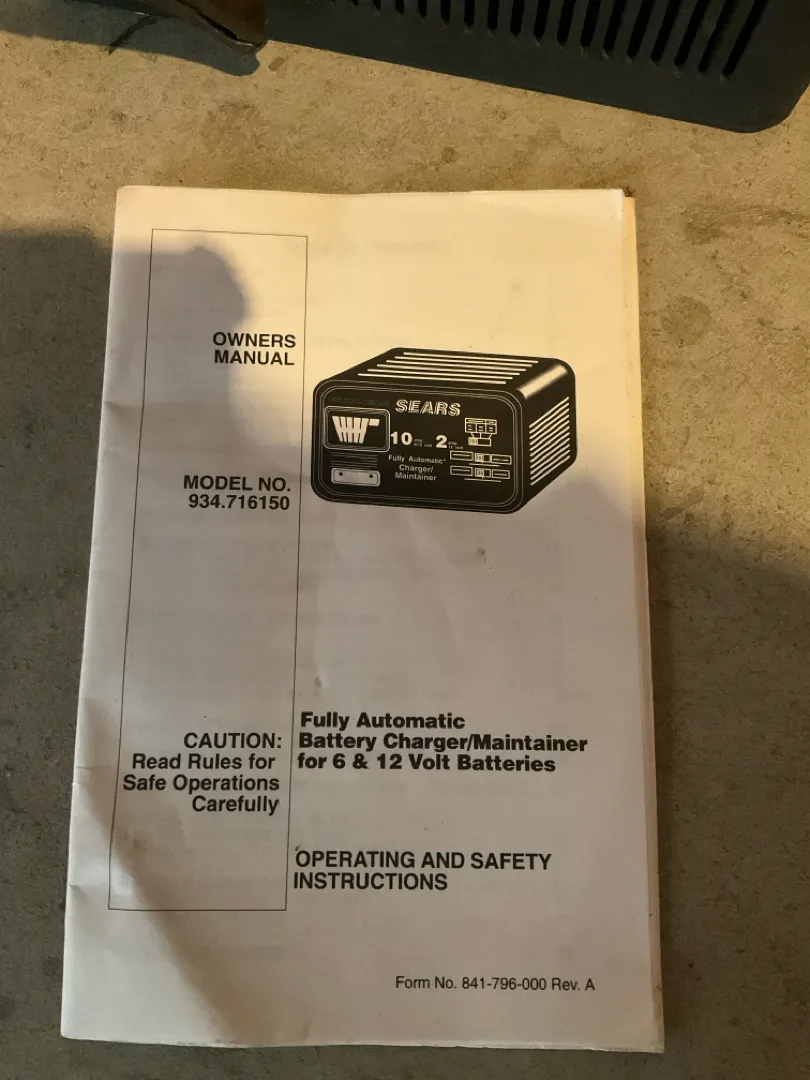 OWNERS
MANUAL
SEARS
10 2
Fully Automatic
Charger/
Maintainer
MODEL NO.
934.716150
Fully Automatic
Battery Charger/Maintainer
for 6 & 12 Volt Batteries
CAUTION:
Read Rules for
Safe Operations
Carefully
OPERATING AND SAFETY
INSTRUCTIONS
Form No. 841-796-000 Rev. A